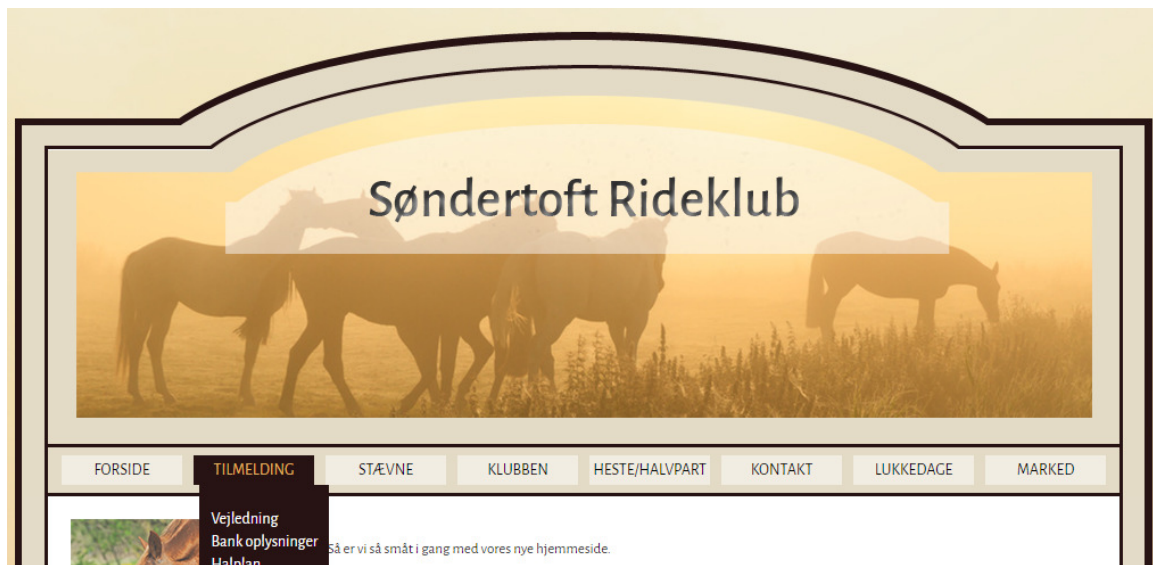 Søndertoft Rideklub
FORSIDE TILMELDING STÆVNE KLUBBEN HESTE/HALVPART KONTAKT LUKKEDAGE MARKED
Vejledning
Bank oplysninger
Så er vi så småt i gang med vores nye hjemmeside.
Halplan